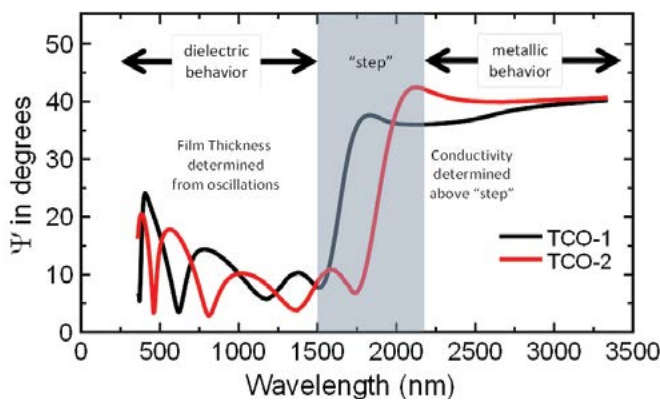 50
40
30
20
10
0
Ψ in degrees
dielectric
behavior
"step"
metallic
behavior
Film Thickness
determined
from oscillations
Conductivity
determined
above "step"
TCO-1
TCO-2
0 500 1000 1500 2000 2500 3000 3500
Wavelength (nm)